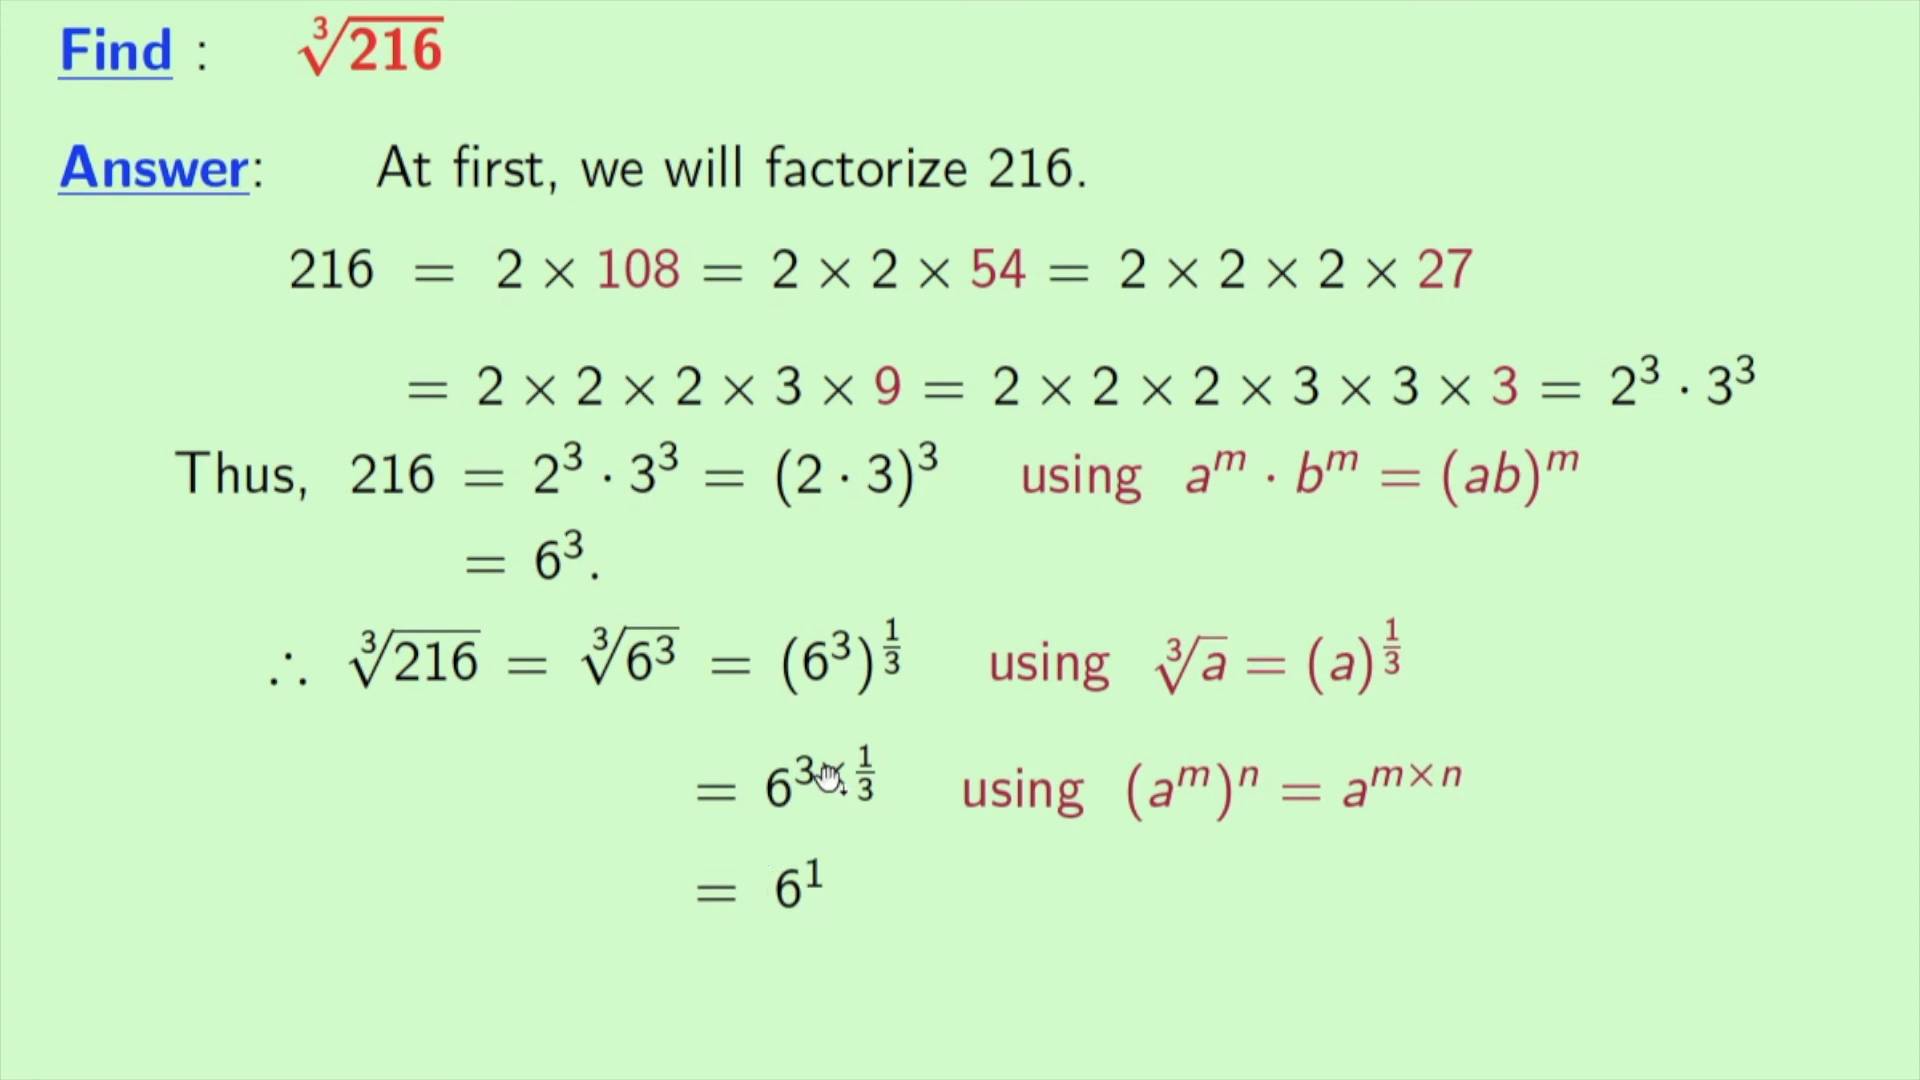 Find : ∛216
Answer: At first, we will factorize 216.
216 = 2 × 108 = 2 × 2 × 54 = 2 × 2 × 2 × 27
= 2 × 2 × 2 × 3 × 9 = 2 × 2 × 2 × 3 × 3 × 3 = 2³ · 3³
Thus, 216 = 2³ · 3³ = (2 · 3)³ using aᵐ · bᵐ = (ab)ᵐ
= 6³.
∴ ∛216 = ∛6³ = (6³)^(1/3) using ∛a = (a)^(1/3)
= 6^(3×1/3) using (aᵐ)ⁿ = a^(m×n)
= 6¹